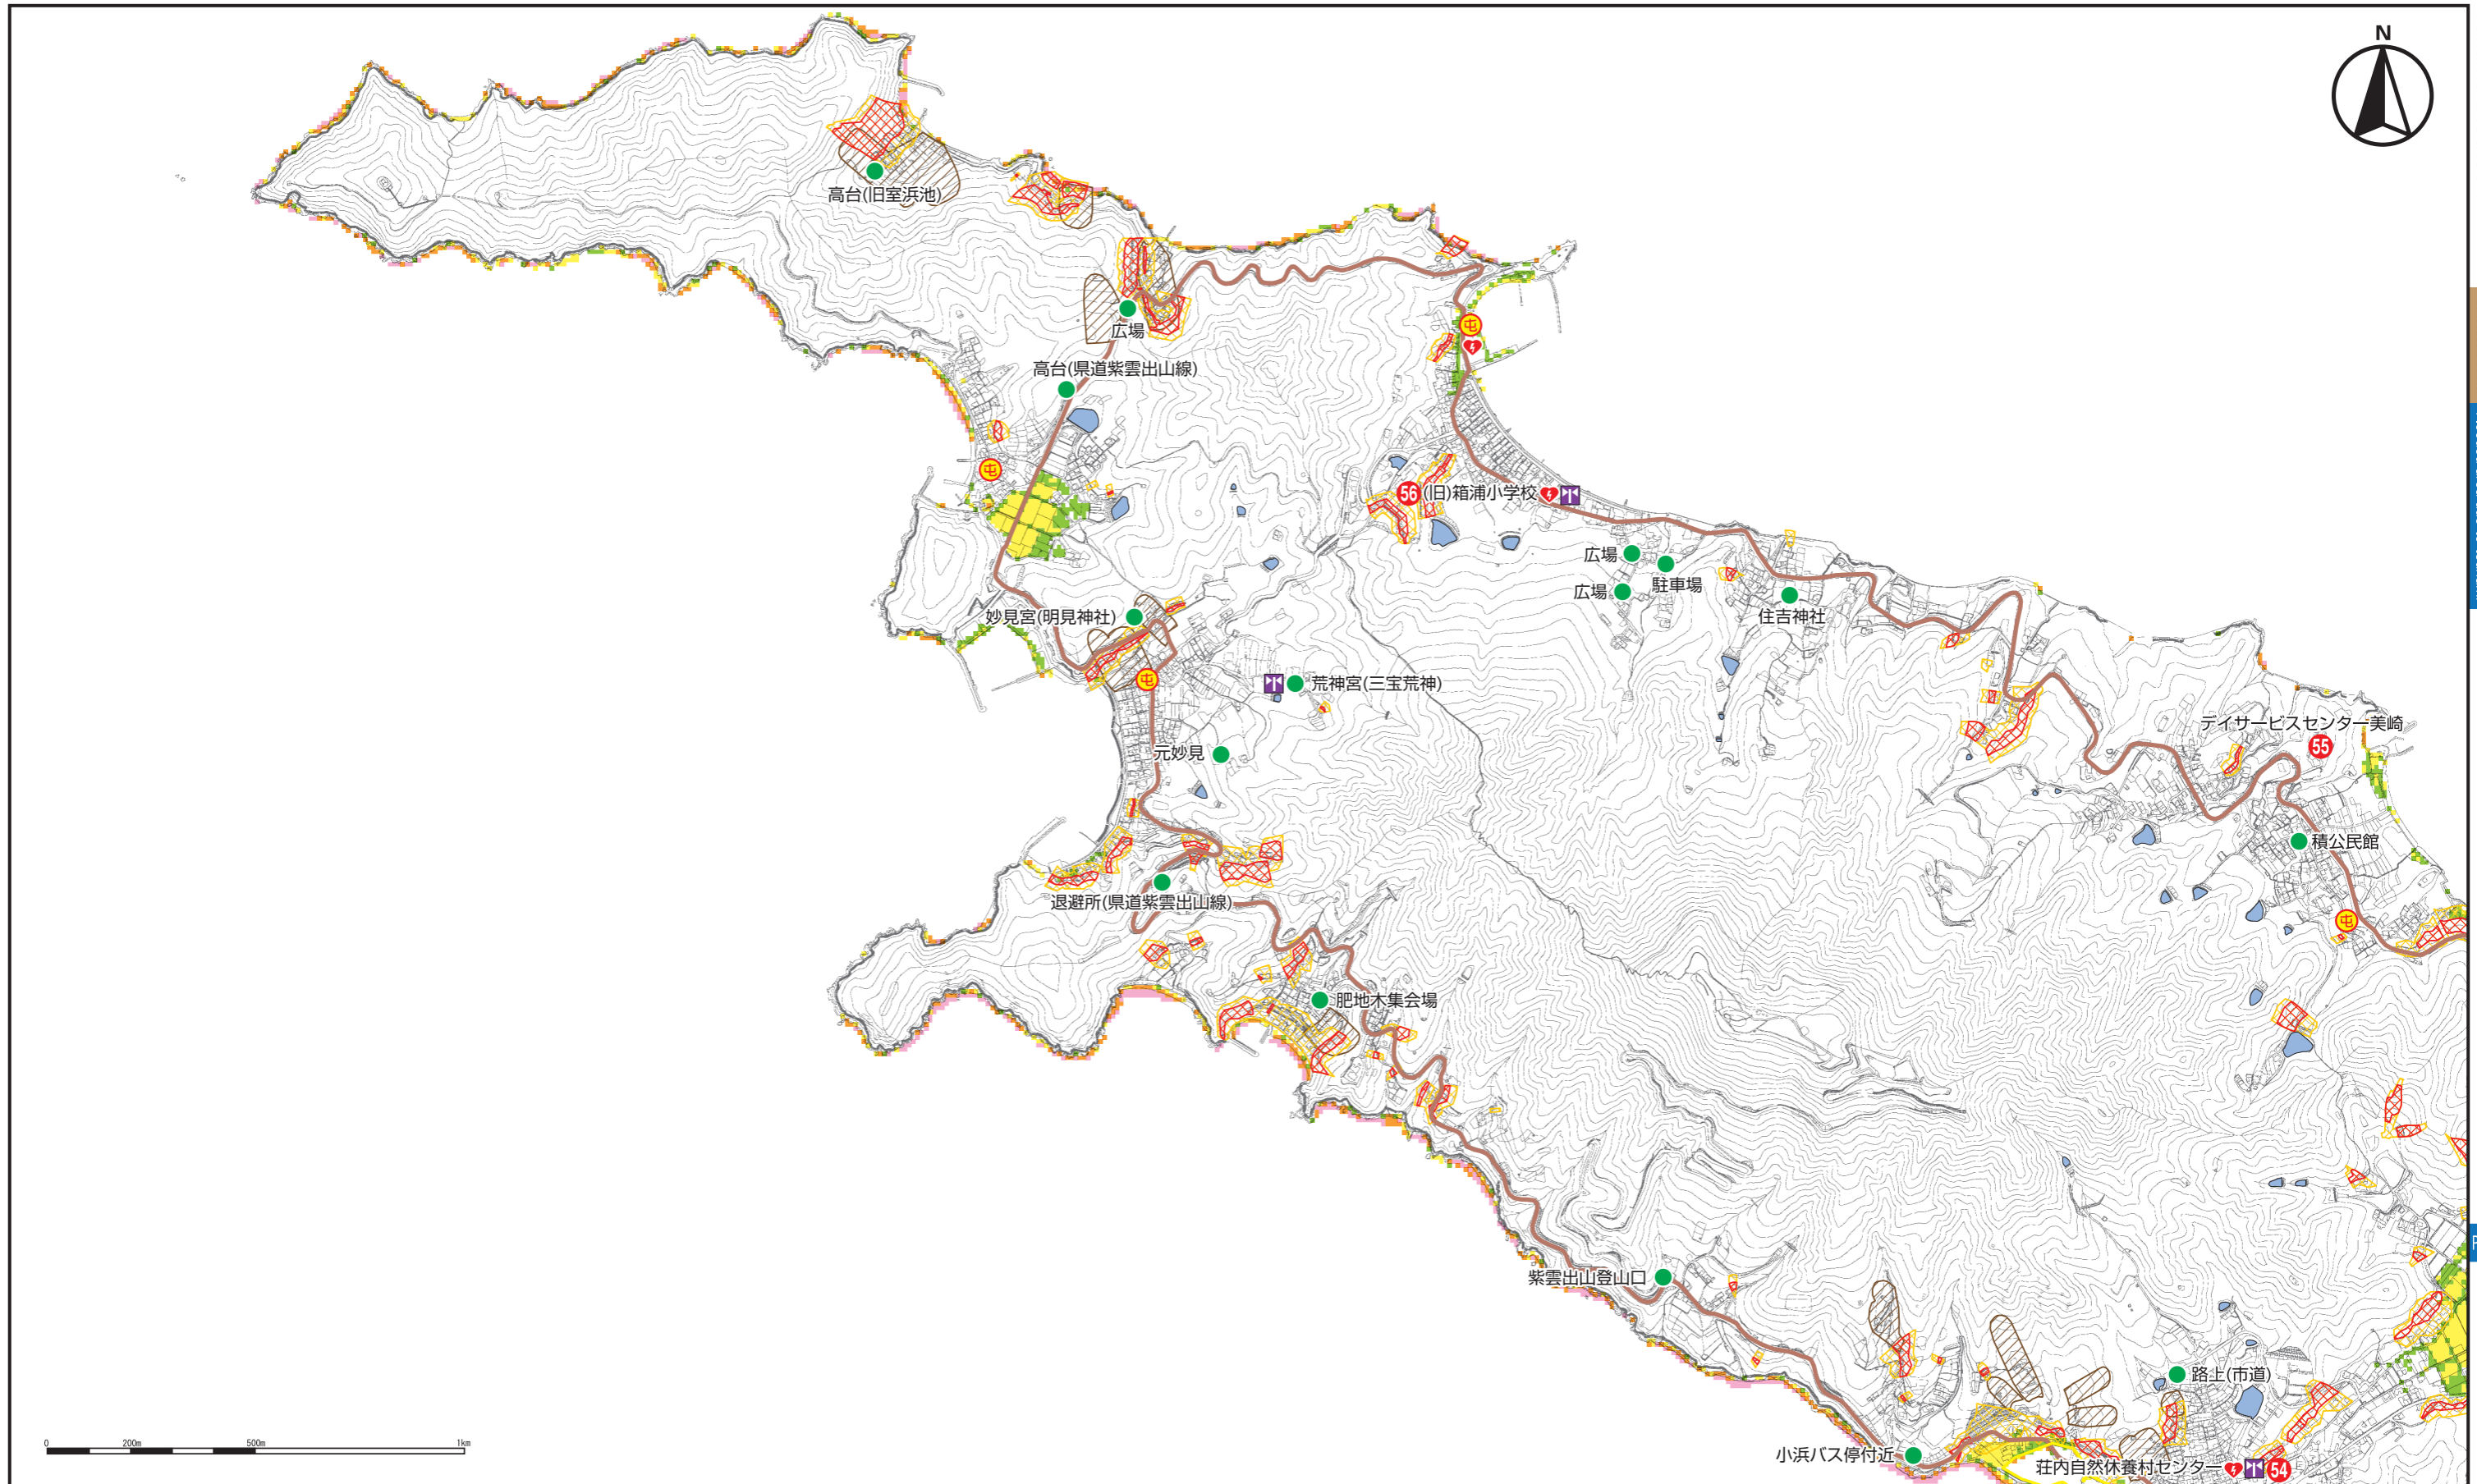 N
高台(旧室浜池)
広場
高台(県道紫雲出山線)
屯
屯
56 (旧)箱浦小学校
広場
駐車場
広場
住吉神社
妙見宮(明見神社)
屯
荒神宮(三宝荒神)
デイサービスセンター美崎
55
元妙見
積公民館
退避所(県道紫雲出山線)
屯
肥地木集会場
紫雲出山登山口
路上(市道)
小浜バス停付近
荘内自然休養村センター 54
0 200m 500m 1km